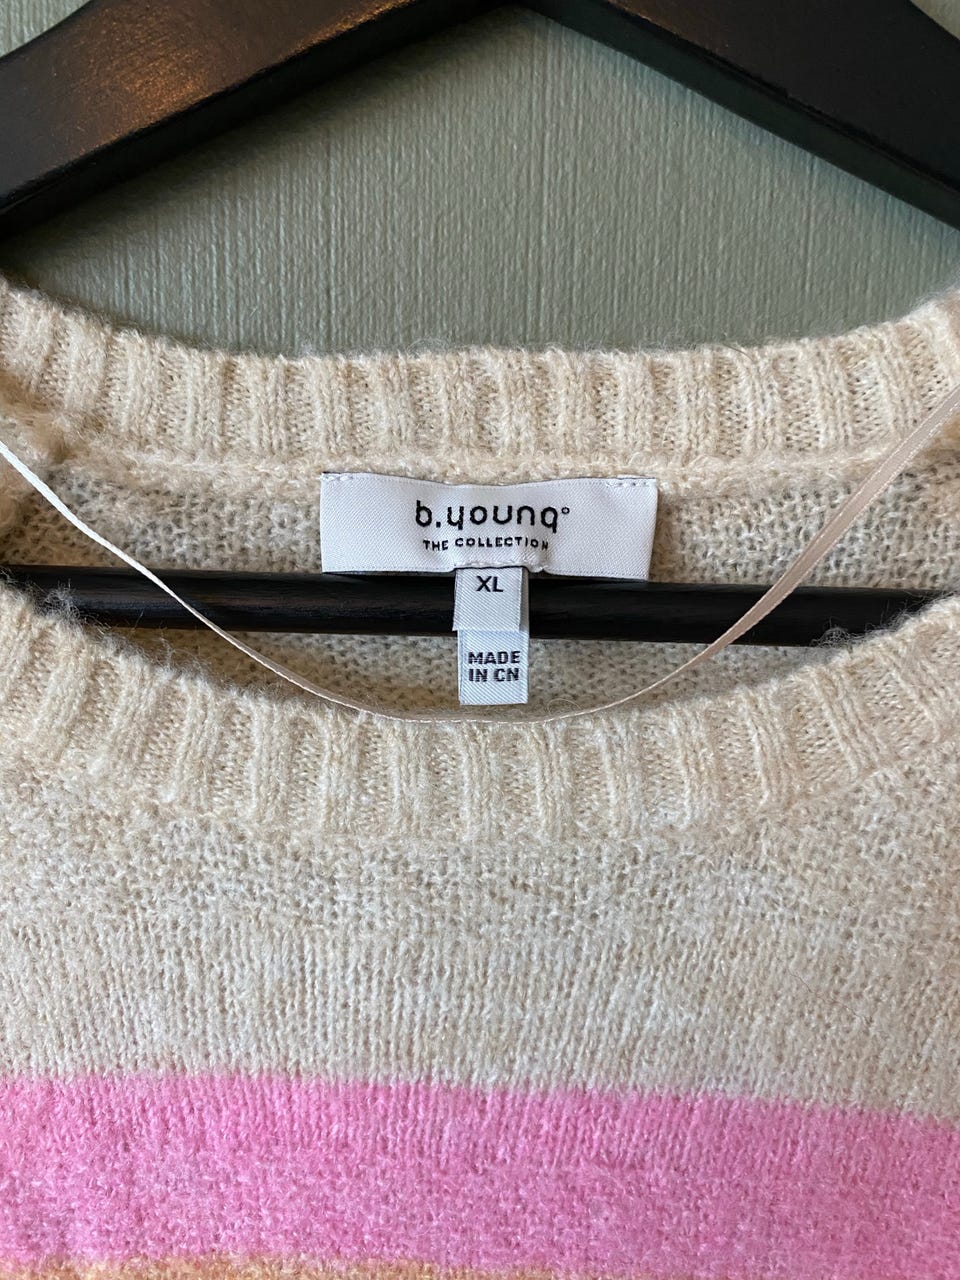 b.young°
THE COLLECTION
XL
MADE
IN CN